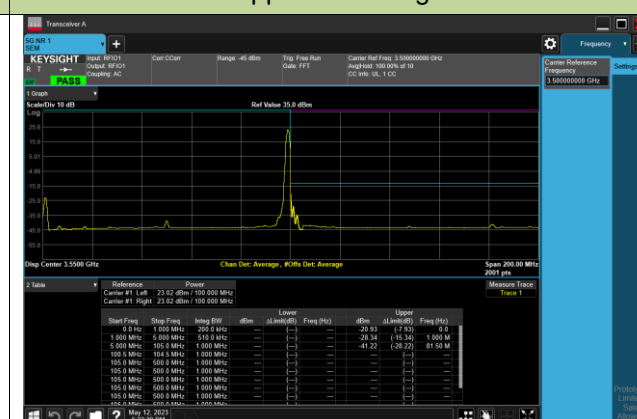 Transceiver A
5G NR 1
SEM
Frequency
KEYSIGHT
R T
PASS
Input: RFIO1
Output: RFIO1
Coupling: AC
Corr CCorr
Range: -45 dBm
Trig: Free Run
Gate: FFT
Carrier Ref Freq: 3.500000000 GHz
Avg|Hold: 100.00% of 10
CC Info: UL, 1 CC
Carrier Reference
Frequency
3.500000000 GHz
Settings
1 Graph
Scale/Div 10 dB
Ref Value 35.0 dBm
Log
25.0
15.0
5.01
-4.99
-15.0
-25.0
-35.0
-45.0
-55.0
Disp Center 3.5500 GHz
Chan Det: Average , #Offs Det: Average
Span 200.00 MHz
2001 pts
2 Table
Reference Power
Carrier #1: Left 23.02 dBm / 100.000 MHz
Carrier #1: Right 23.02 dBm / 100.000 MHz
Measure Trace
Trace 1
Lower Upper
Start Freq Stop Freq Integ BW dBm ΔLimit(dB) Freq (Hz) dBm ΔLimit(dB) Freq (Hz)
0.0 Hz 1.000 MHz 200.0 kHz --- (---) --- -20.93 (-7.93) 0.0
1.000 MHz 5.000 MHz 510.0 kHz --- (---) --- -28.34 (-15.34) 1.000 M
5.000 MHz 105.0 MHz 1.000 MHz --- (---) --- -41.22 (-28.22) 81.50 M
100.5 MHz 104.5 MHz 1.000 MHz --- (---) --- --- (---) ---
105.0 MHz 500.0 MHz 1.000 MHz --- (---) --- --- (---) ---
105.0 MHz 500.0 MHz 1.000 MHz --- (---) --- --- (---) ---
105.0 MHz 500.0 MHz 1.000 MHz --- (---) --- --- (---) ---
105.0 MHz 500.0 MHz 1.000 MHz --- (---) --- --- (---) ---
105.0 MHz 500.0 MHz 1.000 MHz --- (---) --- --- (---) ---
May 12, 2023